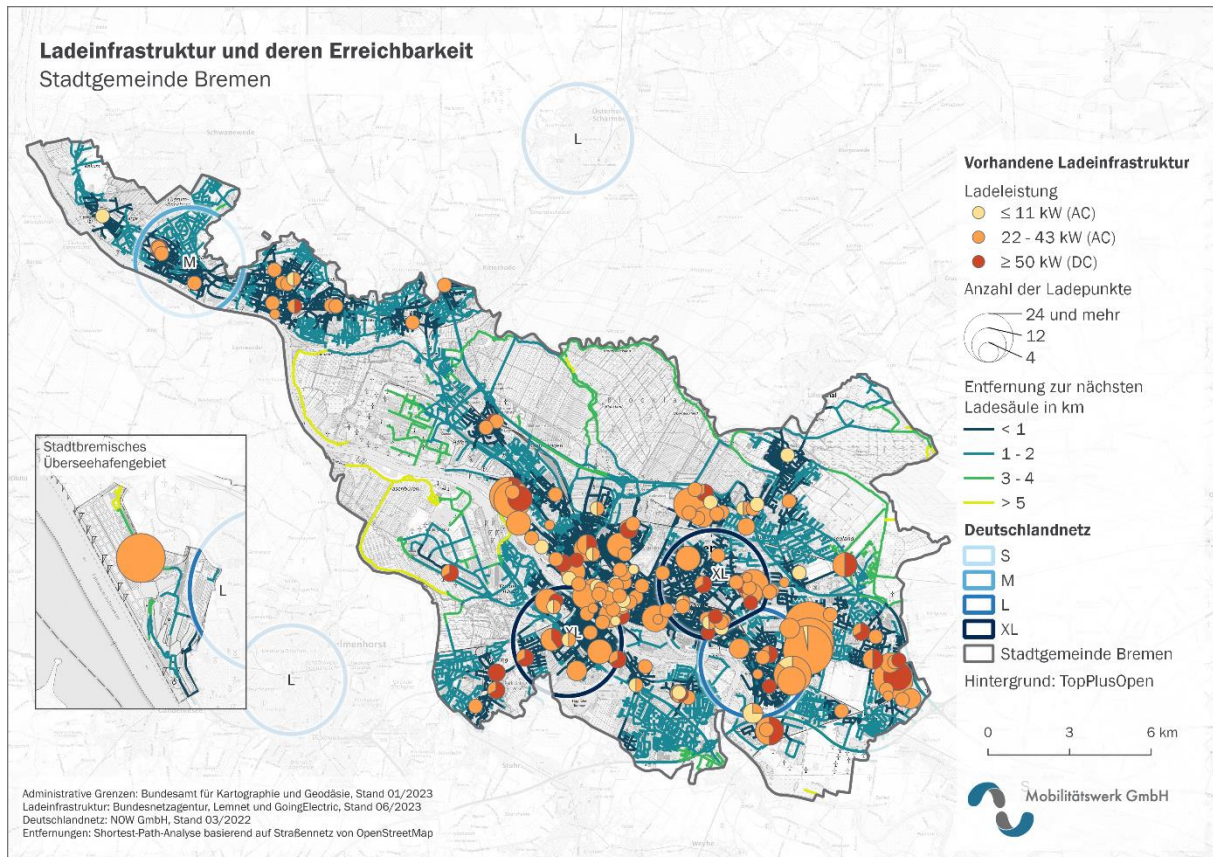 Ladeinfrastruktur und deren Erreichbarkeit
Stadtgemeinde Bremen
L
M
XL
XL
L
L
Stadtbremisches
Überseehafengebiet
Vorhandene Ladeinfrastruktur
Ladeleistung
≤ 11 kW (AC)
22 - 43 kW (AC)
≥ 50 kW (DC)
Anzahl der Ladepunkte
24 und mehr
12
4
Entfernung zur nächsten
Ladesäule in km
< 1
1 - 2
3 - 4
> 5
Deutschlandnetz
S
M
L
XL
Stadtgemeinde Bremen
Hintergrund: TopPlusOpen
0 3 6 km
S
Mobilitätswerk GmbH
Administrative Grenzen: Bundesamt für Kartographie und Geodäsie, Stand 01/2023
Ladeinfrastruktur: Bundesnetzagentur, Lemnet und GoingElectric, Stand 06/2023
Deutschlandnetz: NOW GmbH, Stand 03/2022
Entfernungen: Shortest-Path-Analyse basierend auf Straßennetz von OpenStreetMap